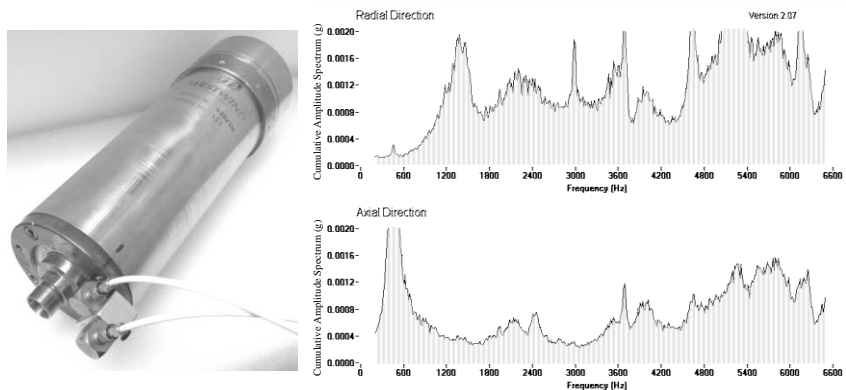 WESTWIND
Radial Direction
Version 2.07
Cumulative Amplitude Spectrum (g)
0.0020
0.0016
0.0012
0.0008
0.0004
0.0000
0 600 1200 1800 2400 3000 3600 4200 4800 5400 6000 6600
Frequency [Hz]
Axial Direction
Cumulative Amplitude Spectrum (g)
0.0020
0.0016
0.0012
0.0008
0.0004
0.0000
0 600 1200 1800 2400 3000 3600 4200 4800 5400 6000 6600
Frequency [Hz]